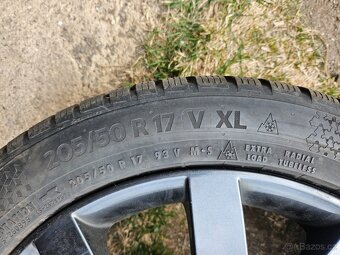 205/50 R 17 V XL
205/50 R 17 93 V M+S EXTRA LOAD RADIAL TUBELESS